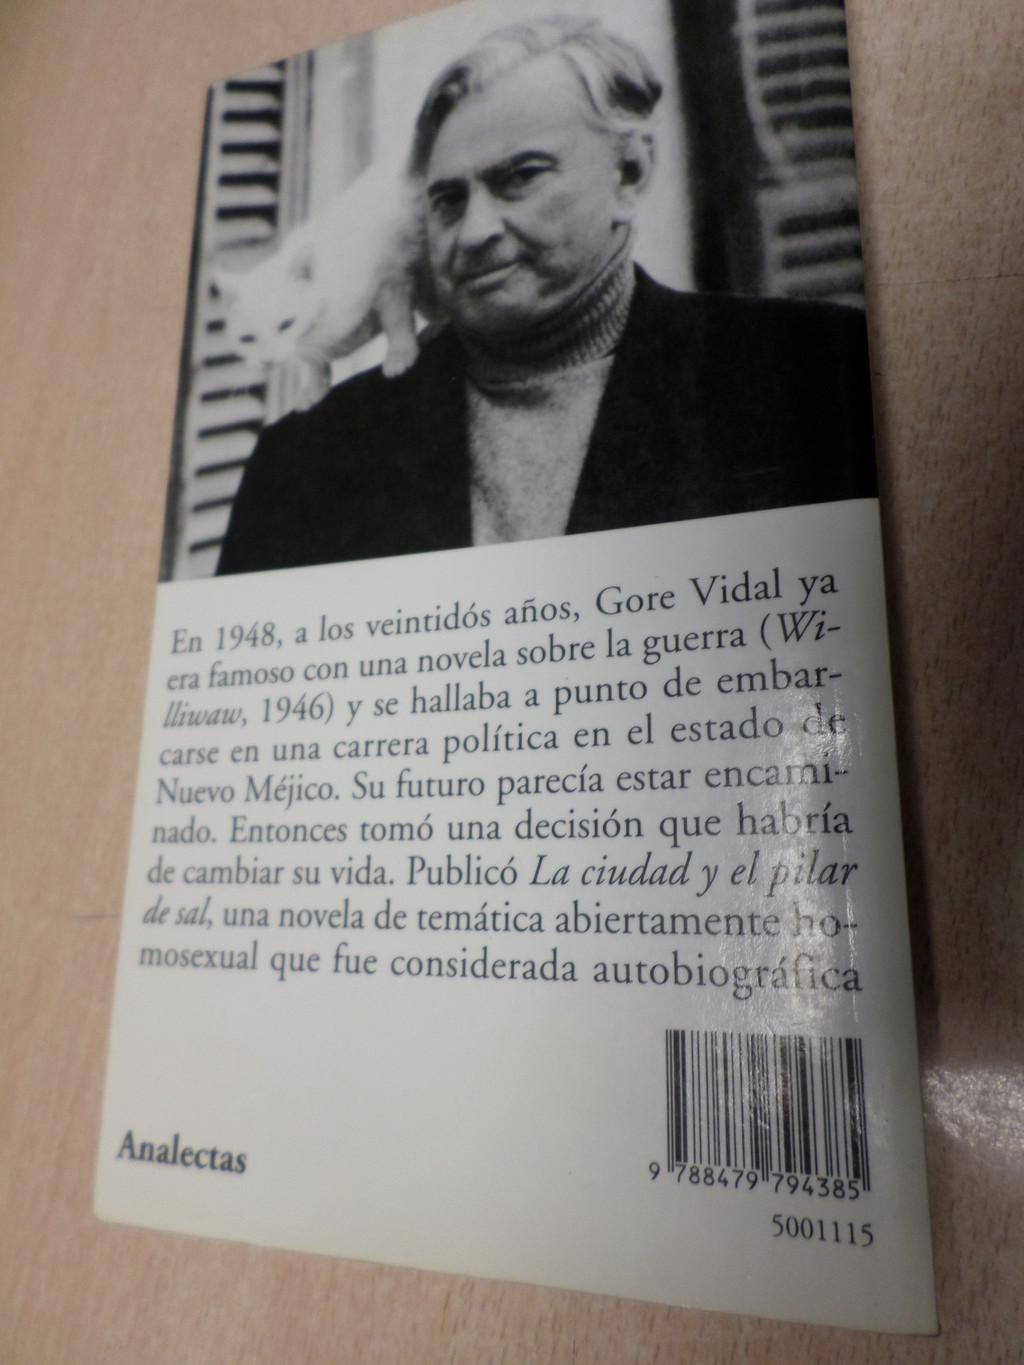 En 1948, a los veintidós años, Gore Vidal ya
era famoso con una novela sobre la guerra (Wi-
lliwaw, 1946) y se hallaba a punto de embar-
carse en una carrera política en el estado de
Nuevo Méjico. Su futuro parecía estar encami-
nado. Entonces tomó una decisión que habría
de cambiar su vida. Publicó La ciudad y el pilar
de sal, una novela de temática abiertamente ho-
mosexual que fue considerada autobiográfica
Analectas
9 788479 794385
5001115